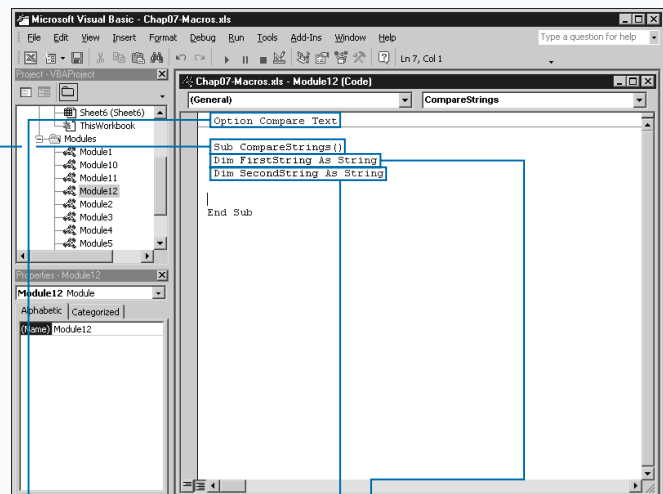 Microsoft Visual Basic - Chap07-Macros.xls
File Edit View Insert Format Debug Run Tools Add-Ins Window Help
Type a question for help
Ln 7, Col 1
Project - VBAProject
Sheet6 (Sheet6)
ThisWorkbook
Modules
Module1
Module10
Module11
Module12
Module2
Module3
Module4
Module5
Properties - Module12
Module12 Module
Alphabetic Categorized
(Name) Module12
Chap07-Macros.xls - Module12 (Code)
(General) CompareStrings
Option Compare Text
Sub CompareStrings()
Dim FirstString As String
Dim SecondString As String
End Sub